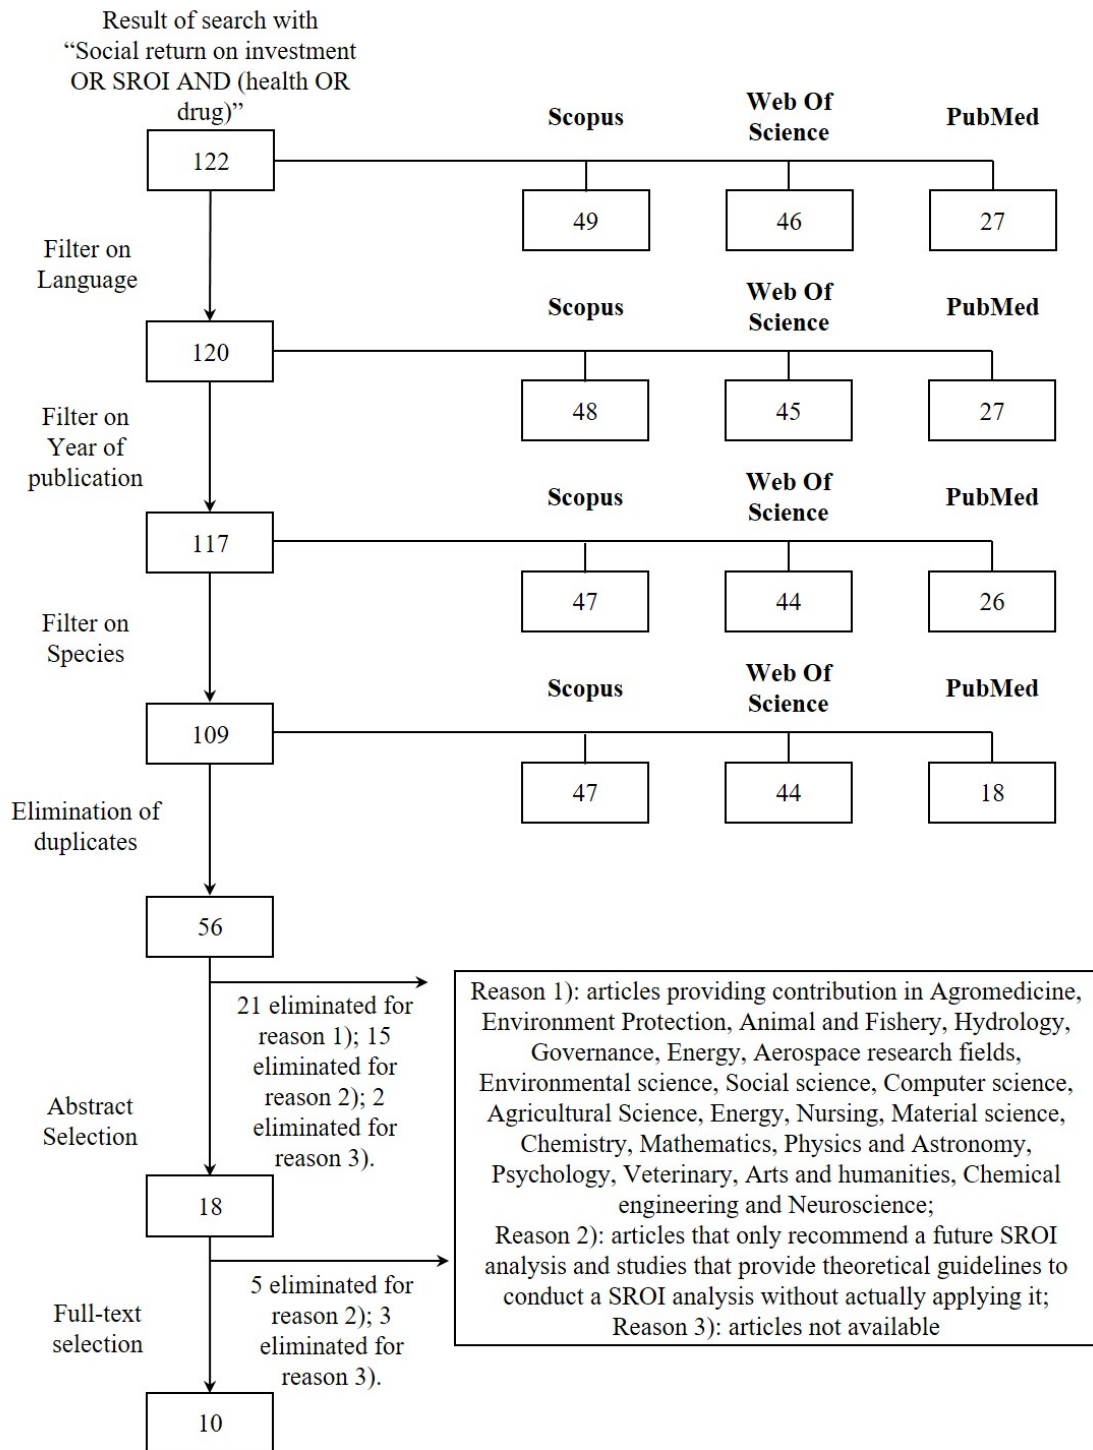 Result of search with
“Social return on investment
OR SROI AND (health OR
drug)”
122
Scopus
Web Of
Science
PubMed
49
46
27
Filter on
Language
120
Scopus
Web Of
Science
PubMed
48
45
27
Filter on
Year of
publication
117
Scopus
Web Of
Science
PubMed
47
44
26
Filter on
Species
109
Scopus
Web Of
Science
PubMed
47
44
18
Elimination of
duplicates
56
21 eliminated for
reason 1); 15
eliminated for
reason 2); 2
eliminated for
reason 3).
Abstract
Selection
18
5 eliminated for
reason 2); 3
eliminated for
reason 3).
Full-text
selection
10
Reason 1): articles providing contribution in Agromedicine,
Environment Protection, Animal and Fishery, Hydrology,
Governance, Energy, Aerospace research fields,
Environmental science, Social science, Computer science,
Agricultural Science, Energy, Nursing, Material science,
Chemistry, Mathematics, Physics and Astronomy,
Psychology, Veterinary, Arts and humanities, Chemical
engineering and Neuroscience;
Reason 2): articles that only recommend a future SROI
analysis and studies that provide theoretical guidelines to
conduct a SROI analysis without actually applying it;
Reason 3): articles not available